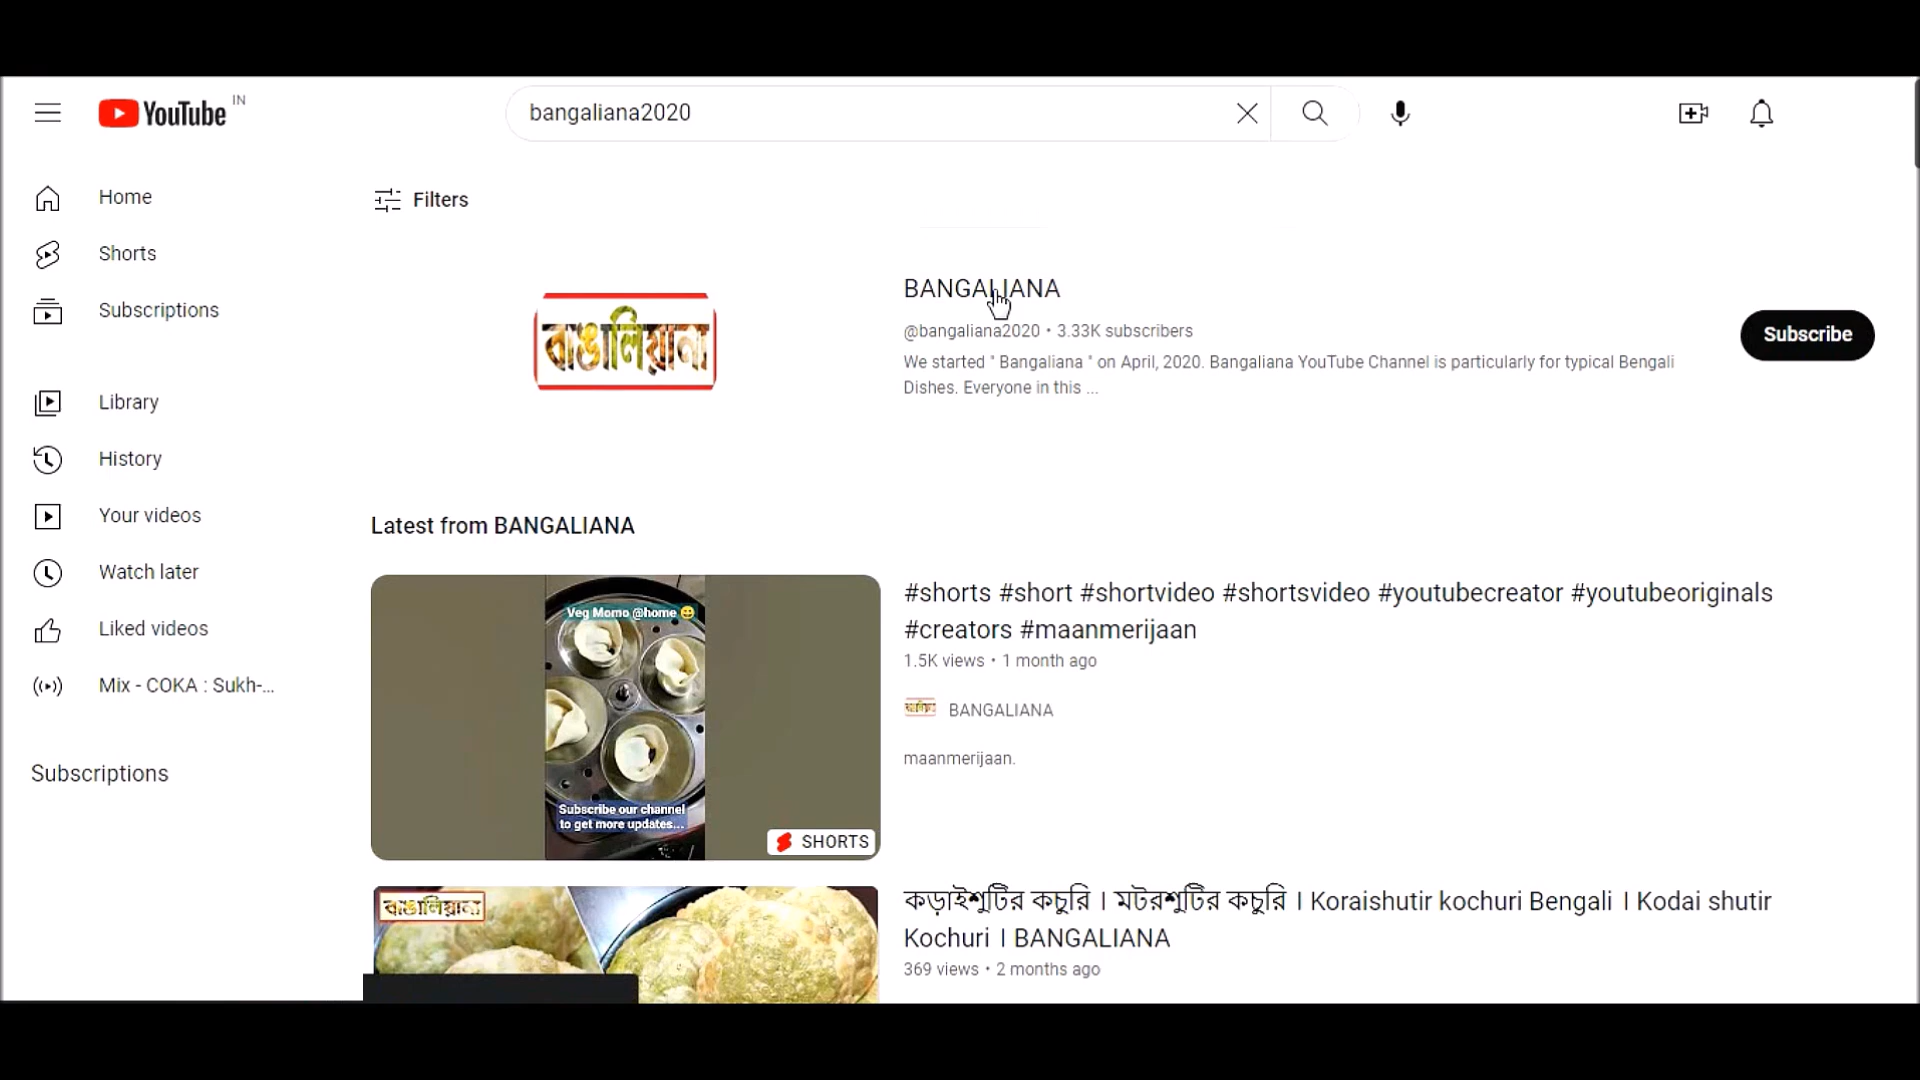 YouTube IN
bangaliana2020
Home
Shorts
Subscriptions
Library
History
Your videos
Watch later
Liked videos
Mix - COKA : Sukh-...
Subscriptions
Filters
বাঙালিয়ানা
BANGALIANA
@bangaliana2020 • 3.33K subscribers
We started " Bangaliana " on April, 2020. Bangaliana YouTube Channel is particularly for typical Bengali
Dishes. Everyone in this ...
Subscribe
Latest from BANGALIANA
Veg Momo @home 😄
Subscribe our channel
to get more updates...
SHORTS
#shorts #short #shortvideo #shortsvideo #youtubecreator #youtubeoriginals
#creators #maanmerijaan
1.5K views • 1 month ago
বাঙালিয়ানা BANGALIANA
maanmerijaan.
বাঙালিয়ানা
কড়াইশুটির কচুরি । মটরশুটির কচুরি । Koraishutir kochuri Bengali । Kodai shutir
Kochuri । BANGALIANA
369 views • 2 months ago